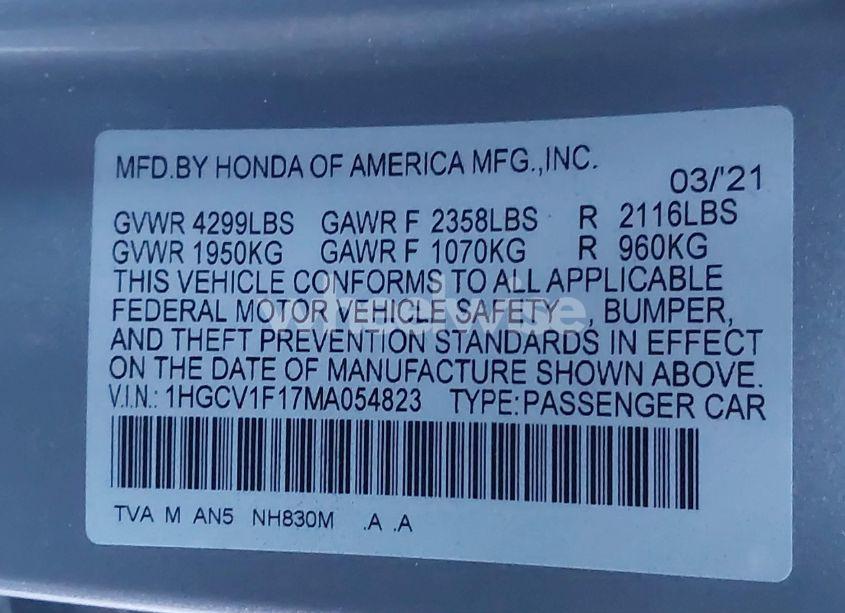 MFD.BY HONDA OF AMERICA MFG.,INC. 03/'21
GVWR 4299LBS GAWR F 2358LBS R 2116LBS
GVWR 1950KG GAWR F 1070KG R 960KG
THIS VEHICLE CONFORMS TO ALL APPLICABLE
FEDERAL MOTOR VEHICLE SAFETY , BUMPER,
AND THEFT PREVENTION STANDARDS IN EFFECT
ON THE DATE OF MANUFACTURE SHOWN ABOVE.
V.I.N.: 1HGCV1F17MA054823 TYPE:PASSENGER CAR
TVA M AN5 NH830M .A .A
wheelwise